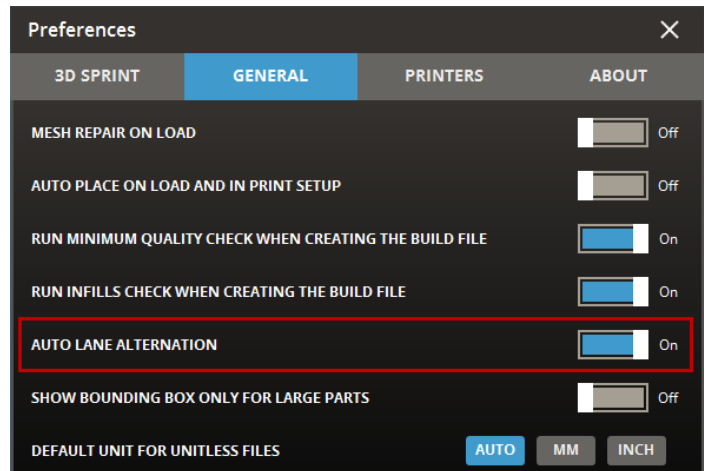 Preferences
3D SPRINT GENERAL PRINTERS ABOUT
MESH REPAIR ON LOAD Off
AUTO PLACE ON LOAD AND IN PRINT SETUP Off
RUN MINIMUM QUALITY CHECK WHEN CREATING THE BUILD FILE On
RUN INFILLS CHECK WHEN CREATING THE BUILD FILE On
AUTO LANE ALTERNATION On
SHOW BOUNDING BOX ONLY FOR LARGE PARTS Off
DEFAULT UNIT FOR UNITLESS FILES AUTO MM INCH